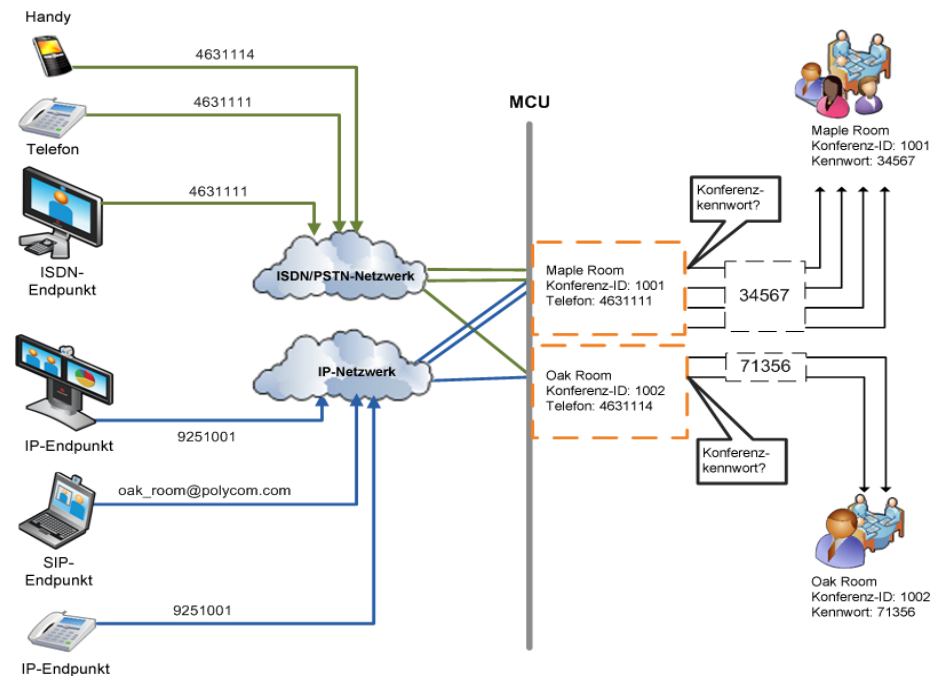 Handy
4631114
4631111
Telefon
4631111
ISDN-
Endpunkt
ISDN/PSTN-Netzwerk
IP-Netzwerk
IP-Endpunkt
9251001
oak_room@polycom.com
SIP-
Endpunkt
9251001
IP-Endpunkt
MCU
Maple Room
Konferenz-ID: 1001
Telefon: 4631111
Oak Room
Konferenz-ID: 1002
Telefon: 4631114
Konferenz-
kennwort?
34567
71356
Konferenz-
kennwort?
Maple Room
Konferenz-ID: 1001
Kennwort: 34567
Oak Room
Konferenz-ID: 1002
Kennwort: 71356